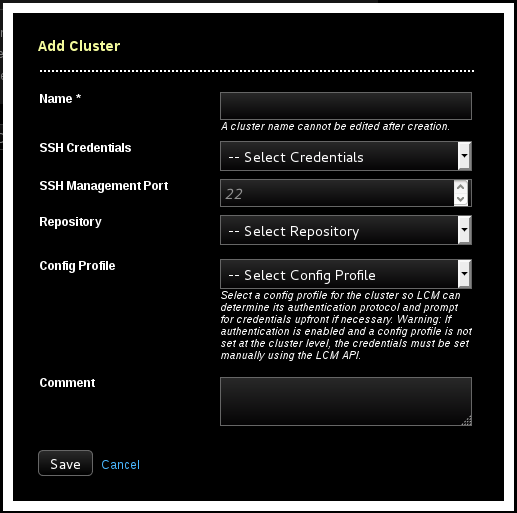 Add Cluster
Name *
A cluster name cannot be edited after creation.
SSH Credentials
-- Select Credentials
SSH Management Port
22
Repository
-- Select Repository
Config Profile
-- Select Config Profile
Select a config profile for the cluster so LCM can
determine its authentication protocol and prompt
for credentials upfront if necessary. Warning: If
authentication is enabled and a config profile is not
set at the cluster level, the credentials must be set
manually using the LCM API.
Comment
Save Cancel